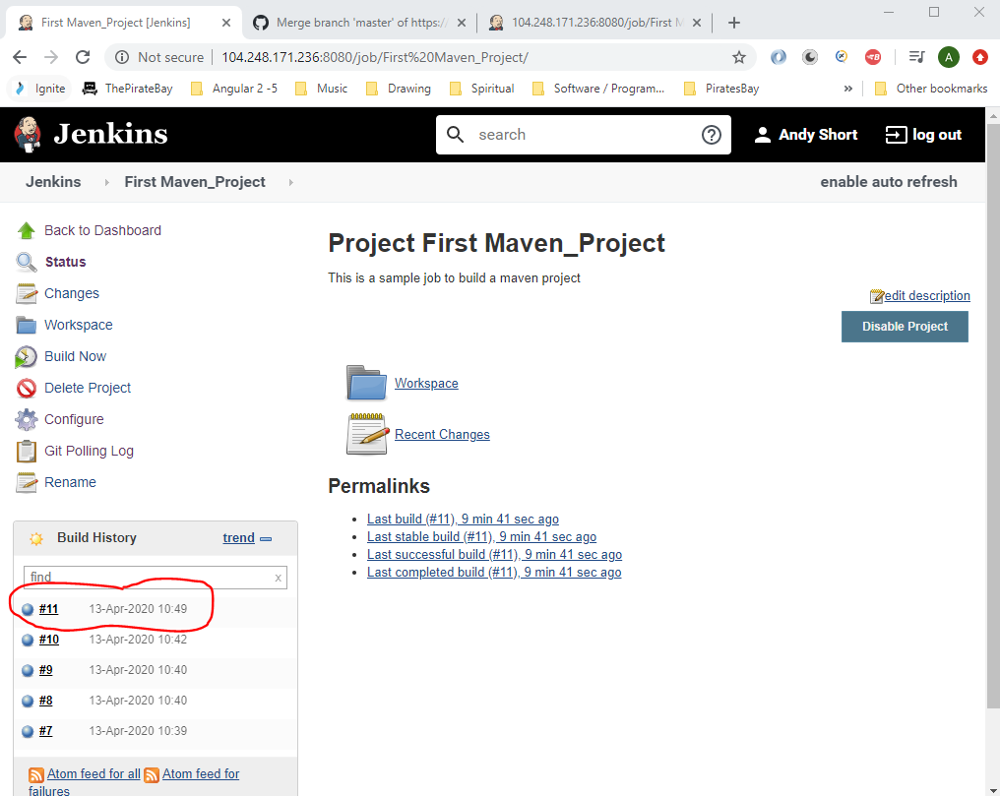 First Maven_Project [Jenkins]
Merge branch 'master' of https:/
104.248.171.236:8080/job/First M
Not secure
104.248.171.236:8080/job/First%20Maven_Project/
A
Ignite
ThePirateBay
Angular 2 -5
Music
Drawing
Spiritual
Software / Program...
PiratesBay
»
Other bookmarks
Jenkins
search
Andy Short
log out
Jenkins
First Maven_Project
enable auto refresh
Back to Dashboard
Status
Changes
Workspace
Build Now
Delete Project
Configure
Git Polling Log
Rename
Project First Maven_Project
This is a sample job to build a maven project
edit description
Disable Project
Workspace
Recent Changes
Permalinks
Last build (#11), 9 min 41 sec ago
Last stable build (#11), 9 min 41 sec ago
Last successful build (#11), 9 min 41 sec ago
Last completed build (#11), 9 min 41 sec ago
Build History
trend
find
x
#11 13-Apr-2020 10:49
#10 13-Apr-2020 10:42
#9 13-Apr-2020 10:40
#8 13-Apr-2020 10:40
#7 13-Apr-2020 10:39
Atom feed for all Atom feed for
failures